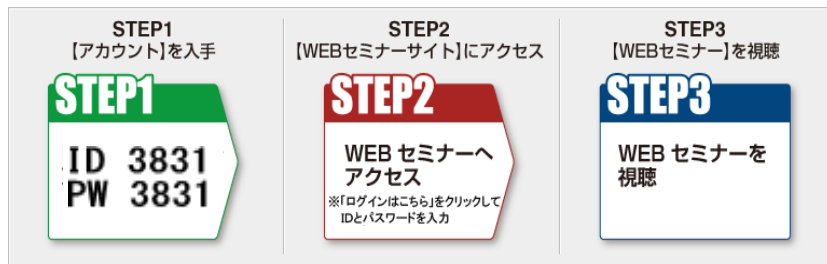 STEP1
【アカウント】を入手
STEP1
ID 3831
PW 3831
STEP2
【WEBセミナーサイト】にアクセス
STEP2
WEB セミナーへ
アクセス
※「ログインはこちら」をクリックして
IDとパスワードを入力
STEP3
【WEBセミナー】を視聴
STEP3
WEB セミナーを
視聴